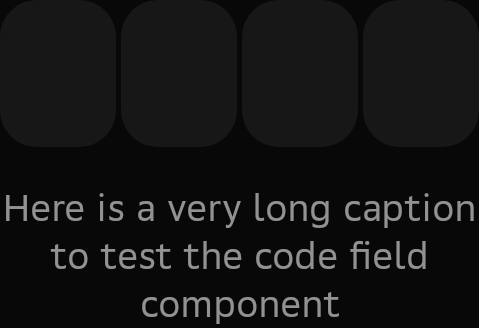 Here is a very long caption
to test the code field
component